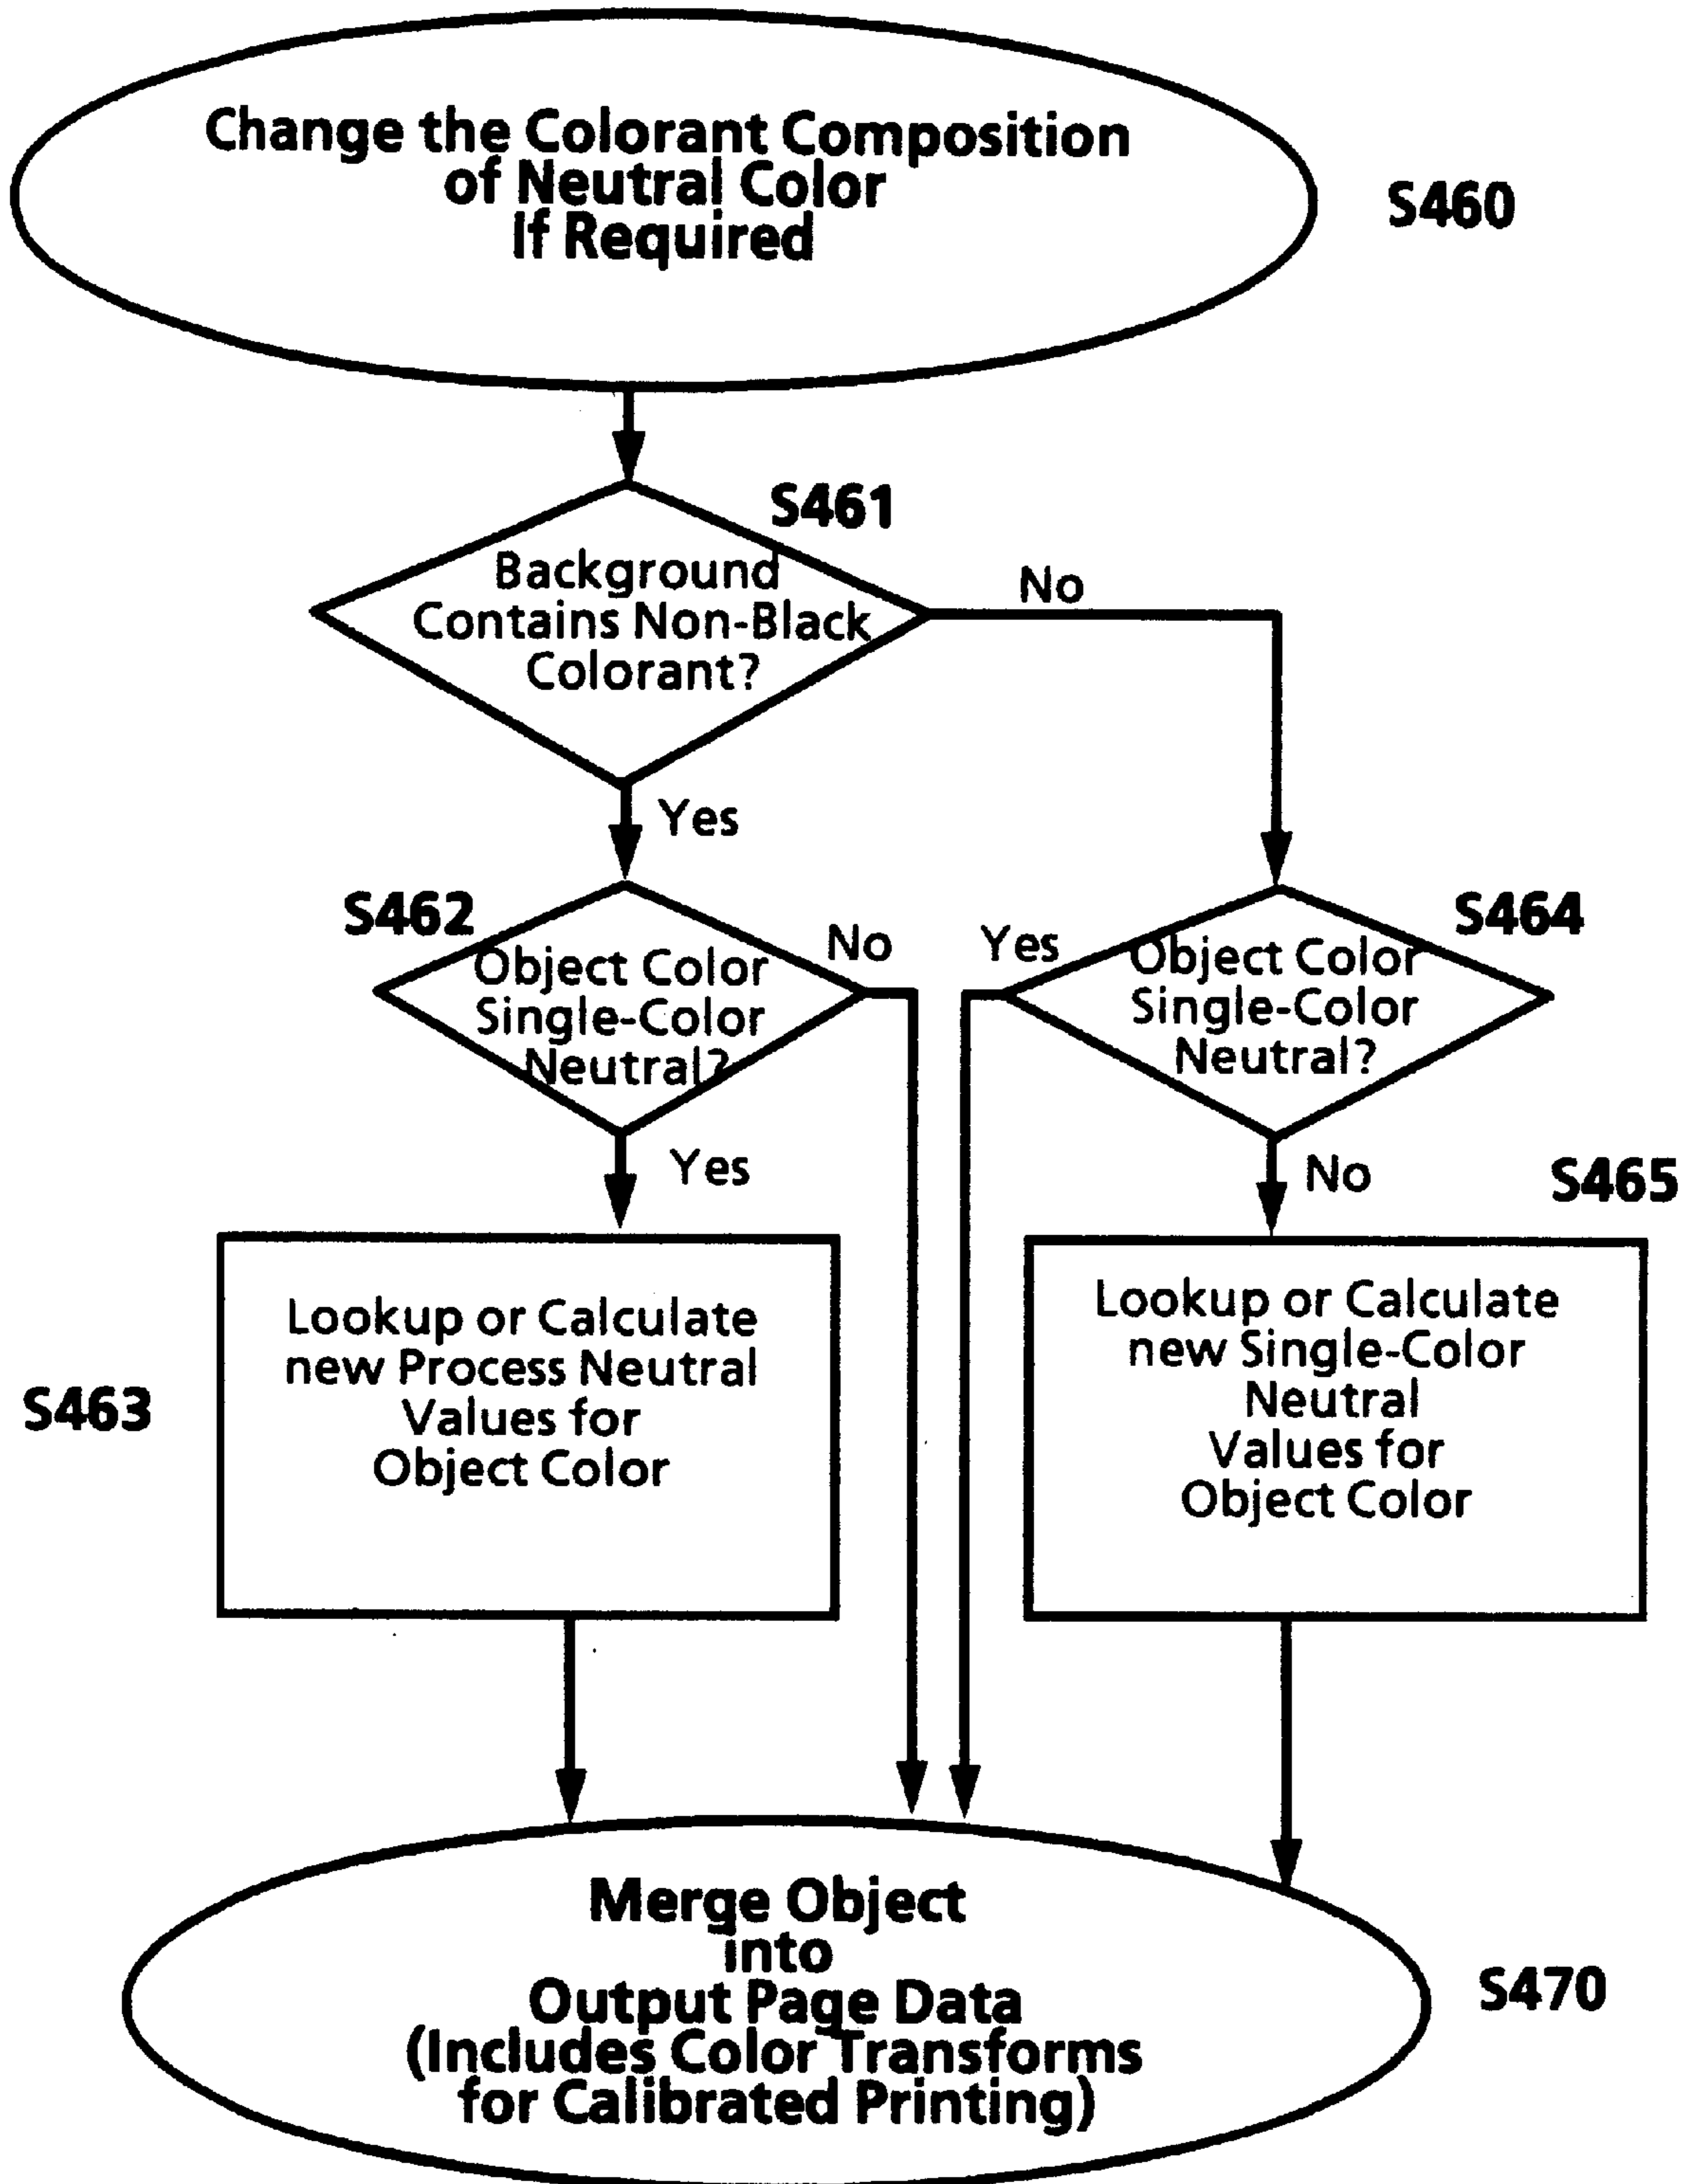 Change the Colorant Composition
of Neutral Color
If Required
S460
S461
Background
Contains Non-Black
Colorant?
No
Yes
S462
Object Color
Single-Color
Neutral?
No
Yes
S464
Object Color
Single-Color
Neutral?
Yes
No
S465
Lookup or Calculate
new Process Neutral
Values for
Object Color
S463
Lookup or Calculate
new Single-Color
Neutral
Values for
Object Color
Merge Object
into
Output Page Data
(Includes Color Transforms
for Calibrated Printing)
S470